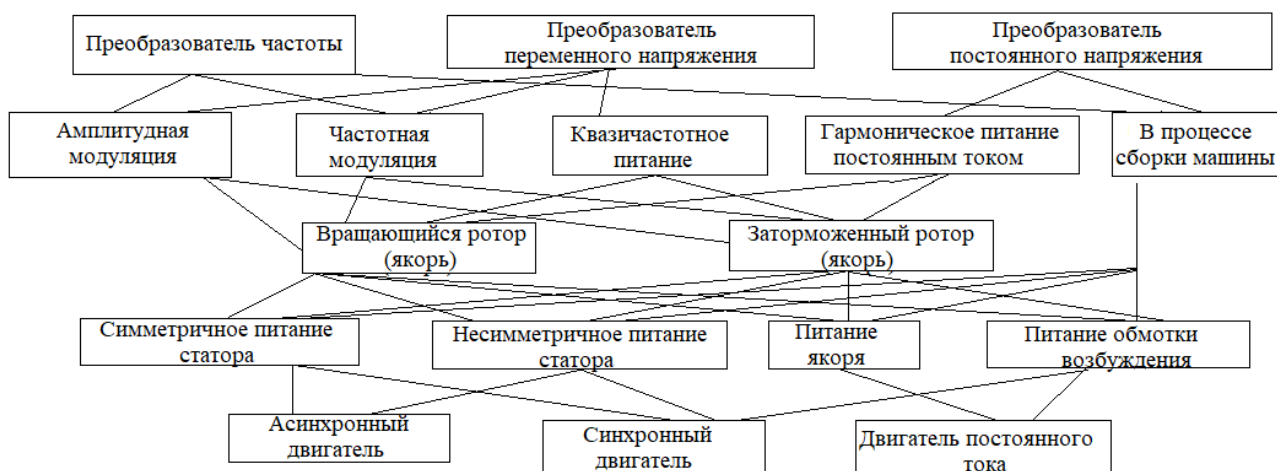 Преобразователь частоты
Преобразователь
переменного напряжения
Преобразователь
постоянного напряжения
Амплитудная
модуляция
Частотная
модуляция
Квазичастотное
питание
Гармоническое питание
постоянным током
В процессе
сборки машины
Вращающийся ротор
(якорь)
Заторможенный ротор
(якорь)
Симметричное питание
статора
Несимметричное питание
статора
Питание
якоря
Питание обмотки
возбуждения
Асинхронный
двигатель
Синхронный
двигатель
Двигатель постоянного
тока